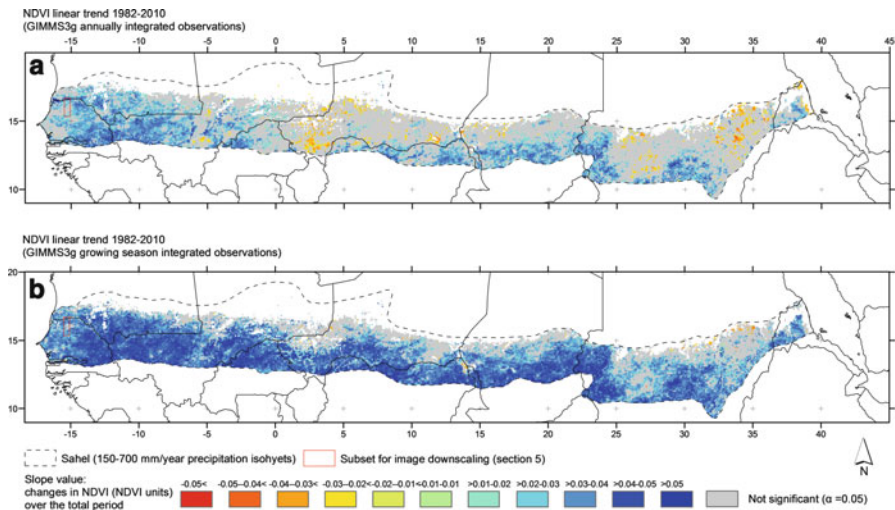 NDVI linear trend 1982-2010
(GIMMS3g annually integrated observations)
-15 -10 -5 0 5 10 15 20 25 30 35 40 45
a
15
10
NDVI linear trend 1982-2010
(GIMMS3g growing season integrated observations)
20
b
15
10
-15 -10 -5 0 5 10 15 20 25 30 35 40
Sahel (150-700 mm/year precipitation isohyets) Subset for image downscaling (section 5)
N
Slope value:
changes in NDVI (NDVI units)
over the total period
-0.05< -0.05--0.04< -0.04--0.03< -0.03--0.02< -0.02--0.01< <0.01-0.01 >0.01-0.02 >0.02-0.03 >0.03-0.04 >0.04-0.05 >0.05
Not significant (α =0.05)